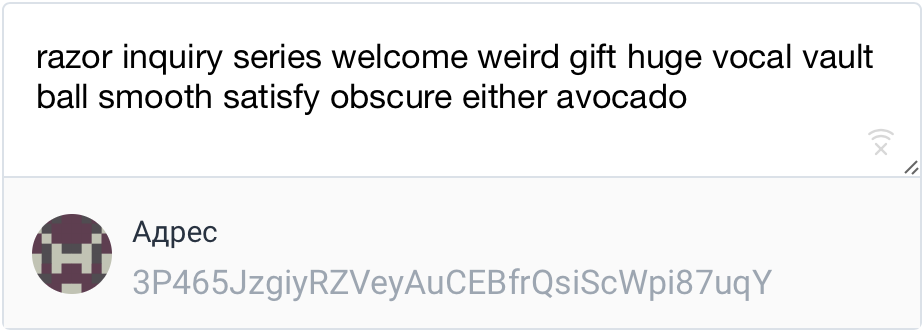 razor inquiry series welcome weird gift huge vocal vault
ball smooth satisfy obscure either avocado
Адрес
3P465JzgiyRZVeyAuCEBfrQsiScWpi87uqY